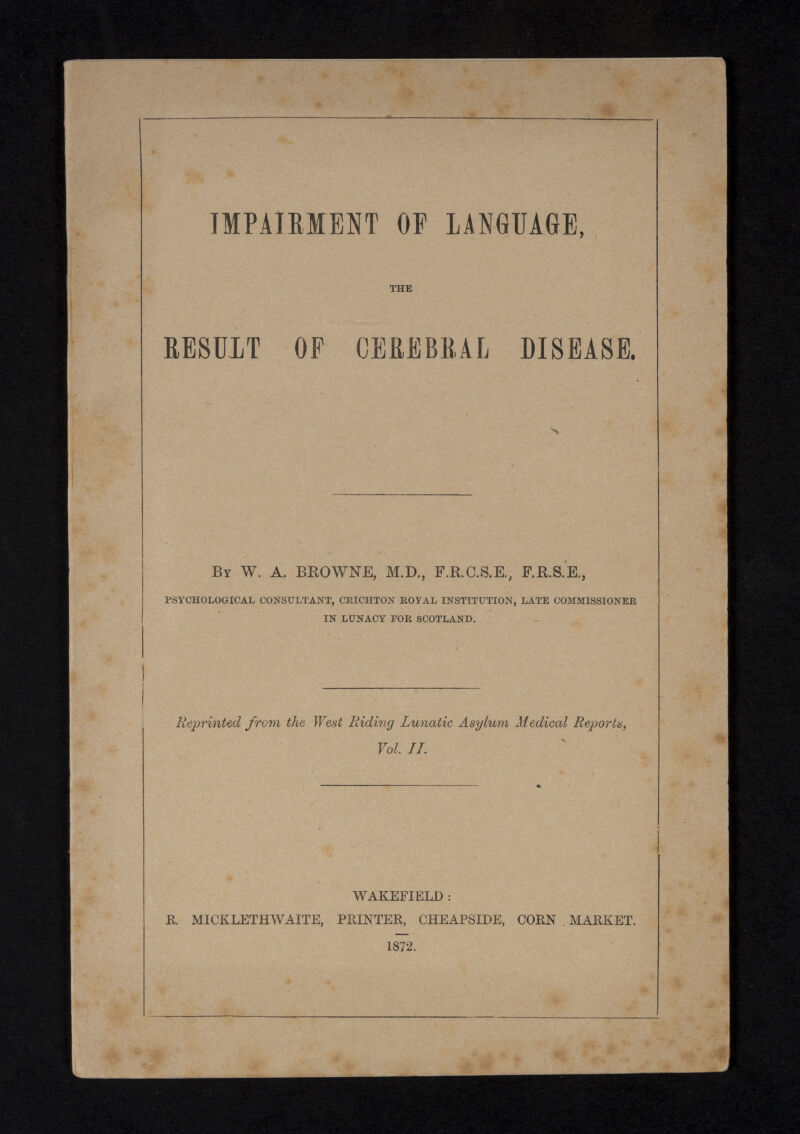 IMPAIRMENT OF LANGUAGE,
THE
RESULT OF CEREBRAL DISEASE.
By W. A. BROWNE, M.D., F.R.C.S.E., F.R.S.E.,
PSYCHOLOGICAL CONSULTANT, CRICHTON ROYAL INSTITUTION, LATE COMMISSIONER
IN LUNACY FOR SCOTLAND.
Reprinted from the West Riding Lunatic Asylum Medical Reports,
Vol. II.
WAKEFIELD:
R. MICKLETHWAITE, PRINTER, CHEAPSIDE, CORN MARKET.
1872.